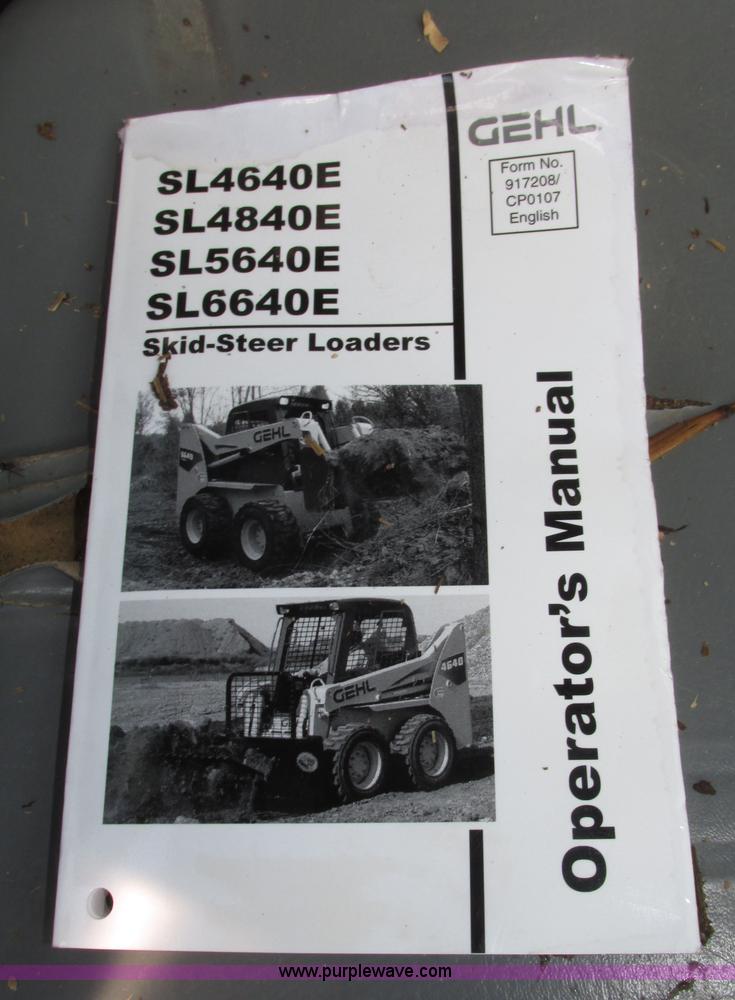 GEHL
Form No.
917208/
CP0107
English
SL4640E
SL4840E
SL5640E
SL6640E
Skid-Steer Loaders
Operator's Manual
GEHL
6640
GEHL
4640
www.purplewave.com